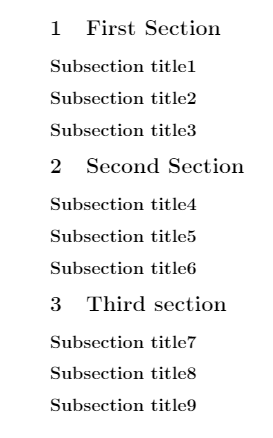 1 First Section
Subsection title1
Subsection title2
Subsection title3
2 Second Section
Subsection title4
Subsection title5
Subsection title6
3 Third section
Subsection title7
Subsection title8
Subsection title9